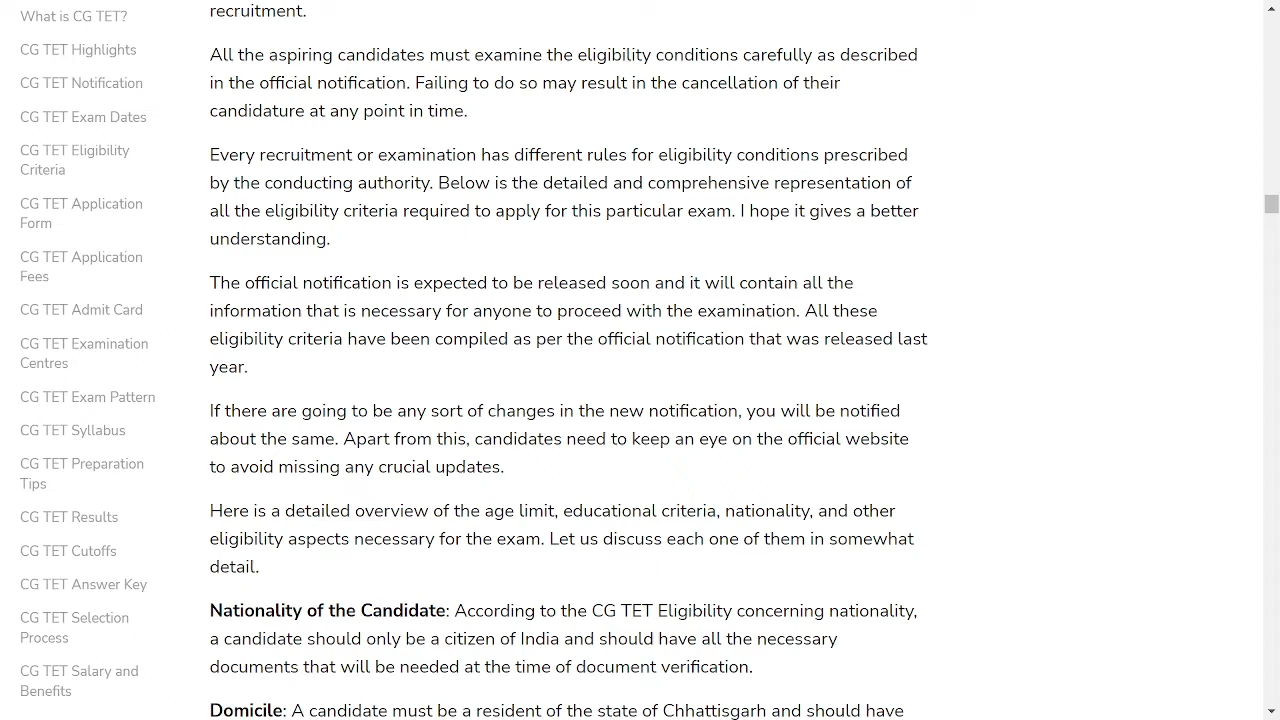 What is CG TET?
CG TET Highlights
CG TET Notification
CG TET Exam Dates
CG TET Eligibility
Criteria
CG TET Application
Form
CG TET Application
Fees
CG TET Admit Card
CG TET Examination
Centres
CG TET Exam Pattern
CG TET Syllabus
CG TET Preparation
Tips
CG TET Results
CG TET Cutoffs
CG TET Answer Key
CG TET Selection
Process
CG TET Salary and
Benefits
recruitment.
All the aspiring candidates must examine the eligibility conditions carefully as described
in the official notification. Failing to do so may result in the cancellation of their
candidature at any point in time.
Every recruitment or examination has different rules for eligibility conditions prescribed
by the conducting authority. Below is the detailed and comprehensive representation of
all the eligibility criteria required to apply for this particular exam. I hope it gives a better
understanding.
The official notification is expected to be released soon and it will contain all the
information that is necessary for anyone to proceed with the examination. All these
eligibility criteria have been compiled as per the official notification that was released last
year.
If there are going to be any sort of changes in the new notification, you will be notified
about the same. Apart from this, candidates need to keep an eye on the official website
to avoid missing any crucial updates.
Here is a detailed overview of the age limit, educational criteria, nationality, and other
eligibility aspects necessary for the exam. Let us discuss each one of them in somewhat
detail.
Nationality of the Candidate: According to the CG TET Eligibility concerning nationality,
a candidate should only be a citizen of India and should have all the necessary
documents that will be needed at the time of document verification.
Domicile: A candidate must be a resident of the state of Chhattisgarh and should have